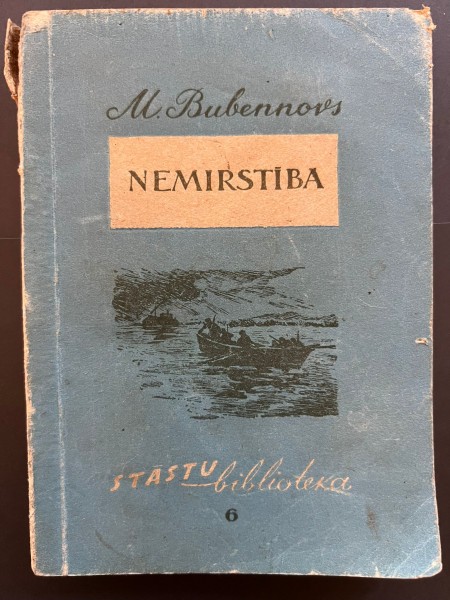 M. Bubennovs
NEMIRSTĪBA
STĀSTU bibliotēka
6